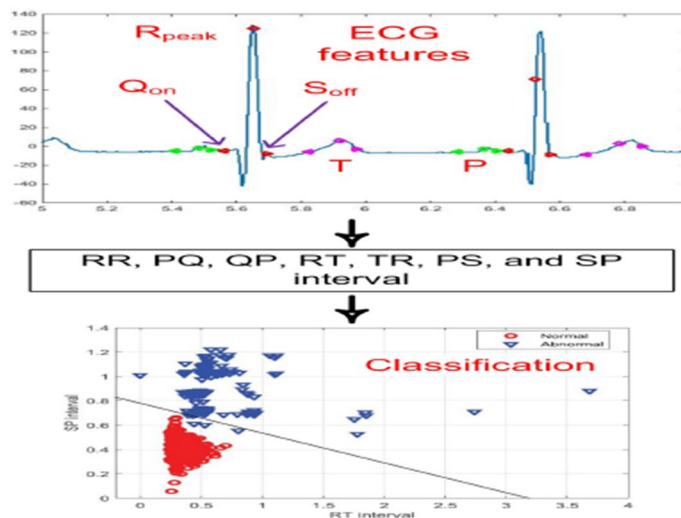 140
120
100
80
60
40
20
0
-20
-40
-60
R_peak
ECG
features
Q_on
S_off
T
P
5 5.2 5.4 5.6 5.8 6 6.2 6.4 6.6 6.8
RR, PQ, QP, RT, TR, PS, and SP
interval
1.4
1.2
1
0.8
0.6
0.4
0.2
0
SP interval
Normal
Abnormal
Classification
0 0.5 1 1.5 2 2.5 3 3.5 4
RT interval